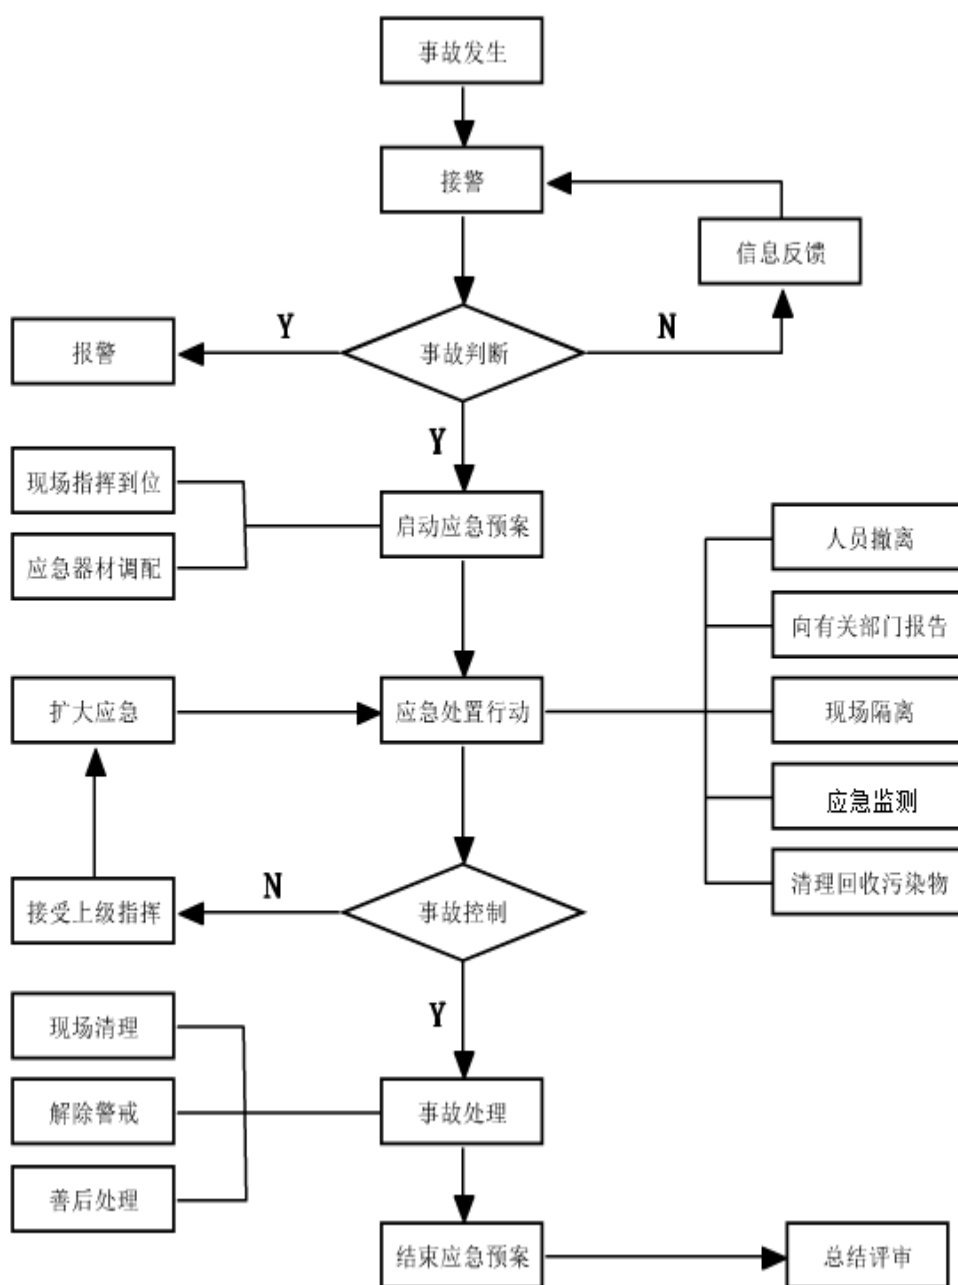 事故发生
接警
信息反馈
Y
N
报警
事故判断
Y
现场指挥到位
启动应急预案
应急器材调配
人员撤离
向有关部门报告
扩大应急
应急处置行动
现场隔离
应急监测
N
接受上级指挥
事故控制
清理回收污染物
Y
现场清理
解除警戒
事故处理
善后处理
结束应急预案
总结评审